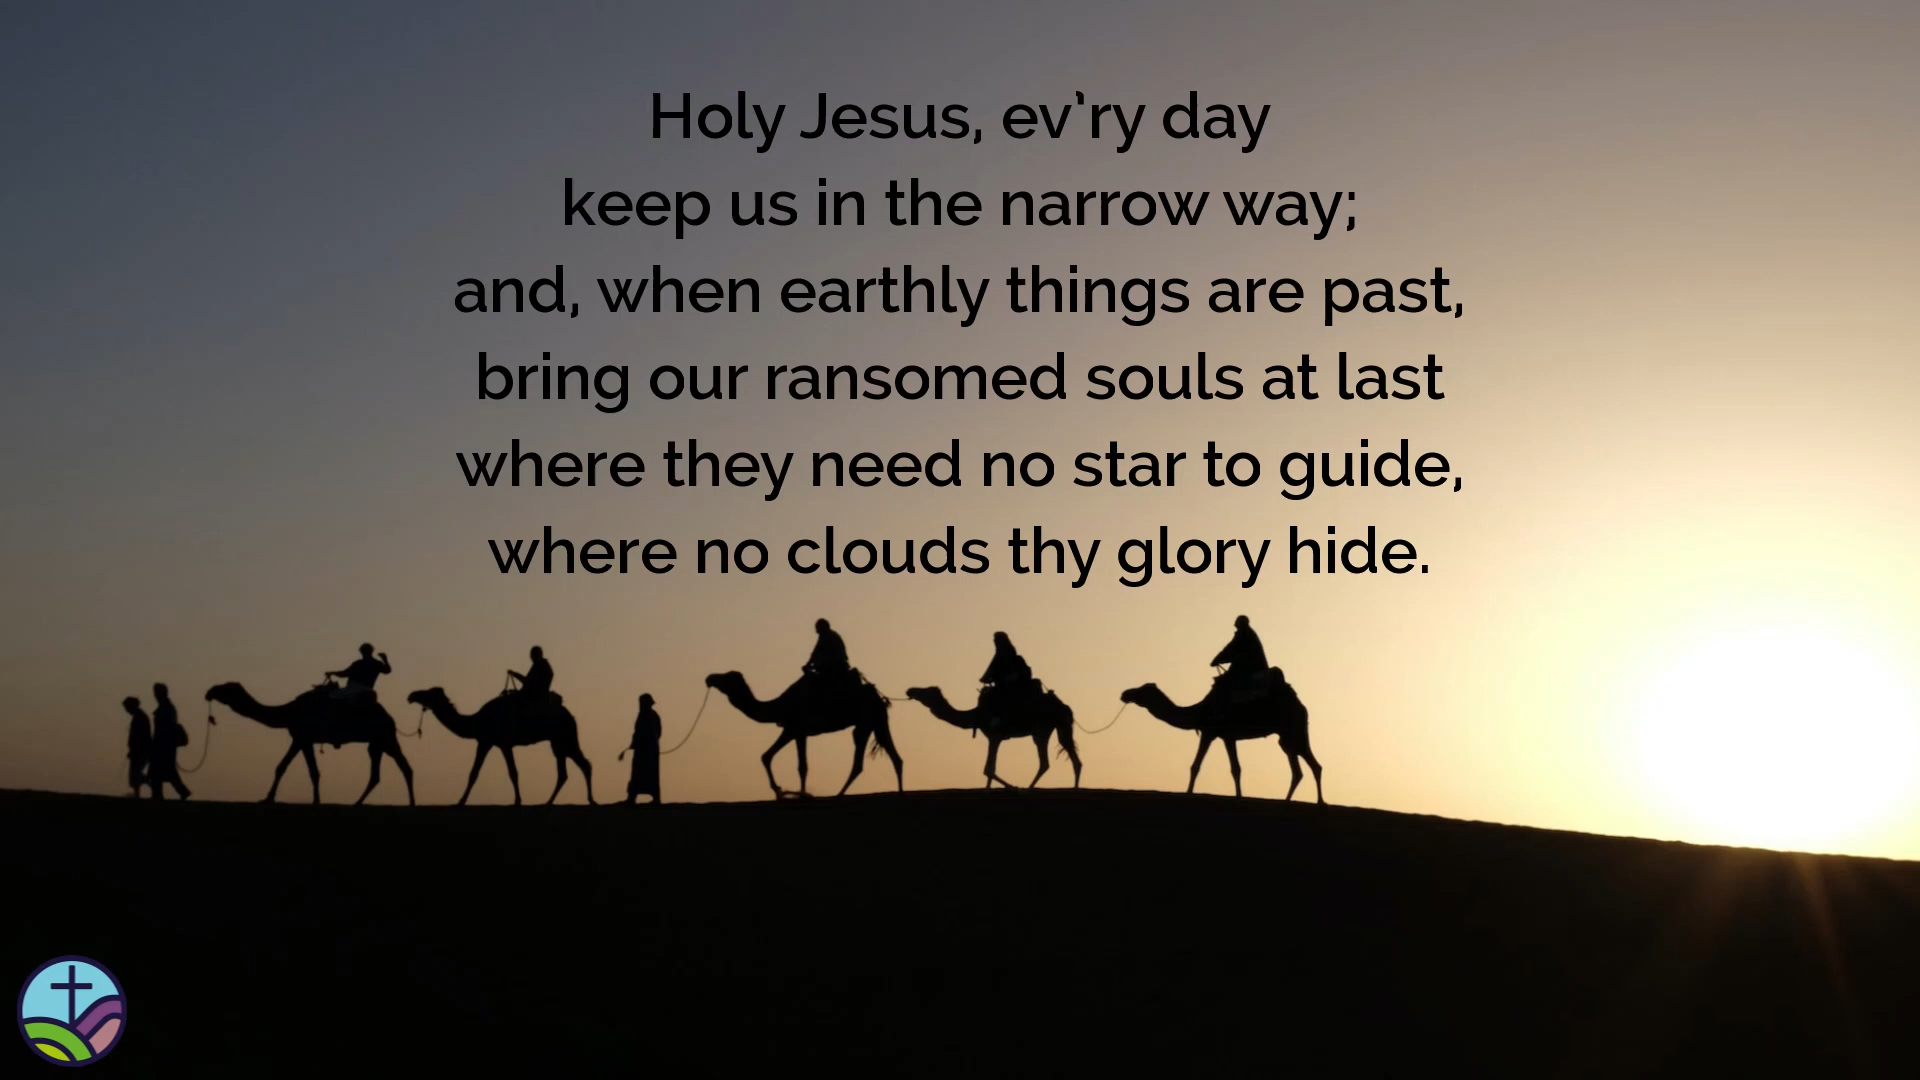 Holy Jesus, ev'ry day
keep us in the narrow way;
and, when earthly things are past,
bring our ransomed souls at last
where they need no star to guide,
where no clouds thy glory hide.